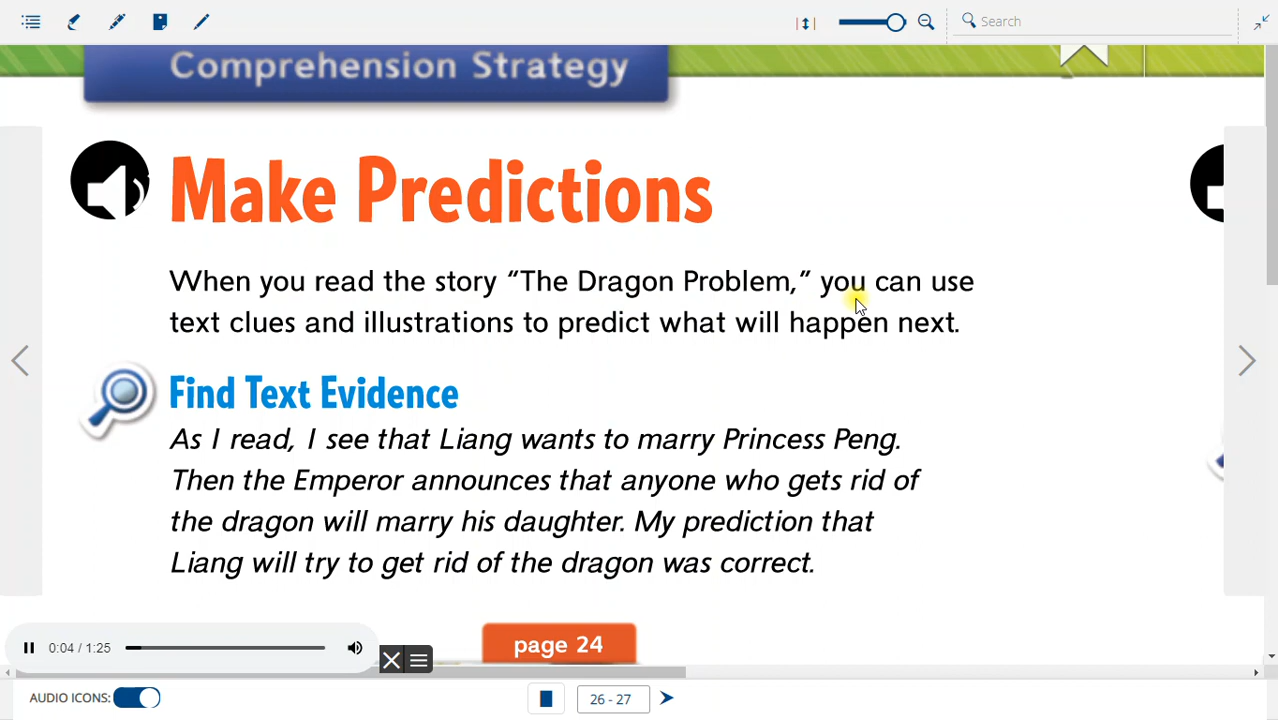 Search
Comprehension Strategy
Make Predictions
When you read the story “The Dragon Problem,” you can use
text clues and illustrations to predict what will happen next.
Find Text Evidence
As I read, I see that Liang wants to marry Princess Peng.
Then the Emperor announces that anyone who gets rid of
the dragon will marry his daughter. My prediction that
Liang will try to get rid of the dragon was correct.
0:04 / 1:25
page 24
AUDIO ICONS:
26 - 27